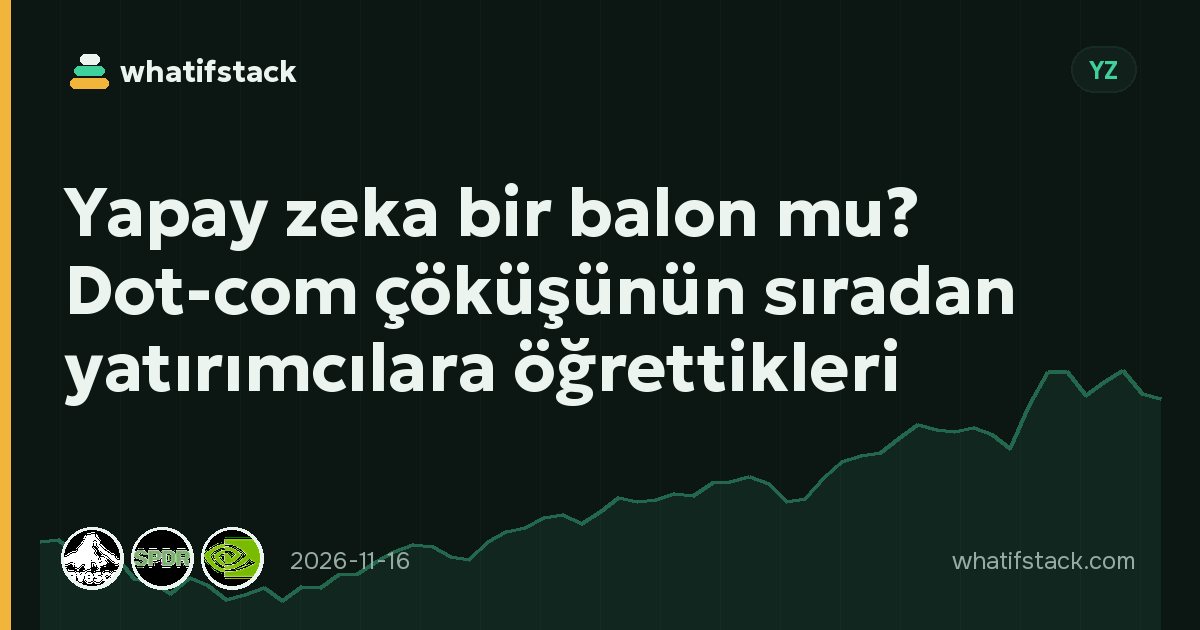 whatifstack
YZ
Yapay zeka bir balon mu?
Dot-com çöküşünün sıradan
yatırımcılara öğrettikleri
SPDR
2026-11-16
whatifstack.com